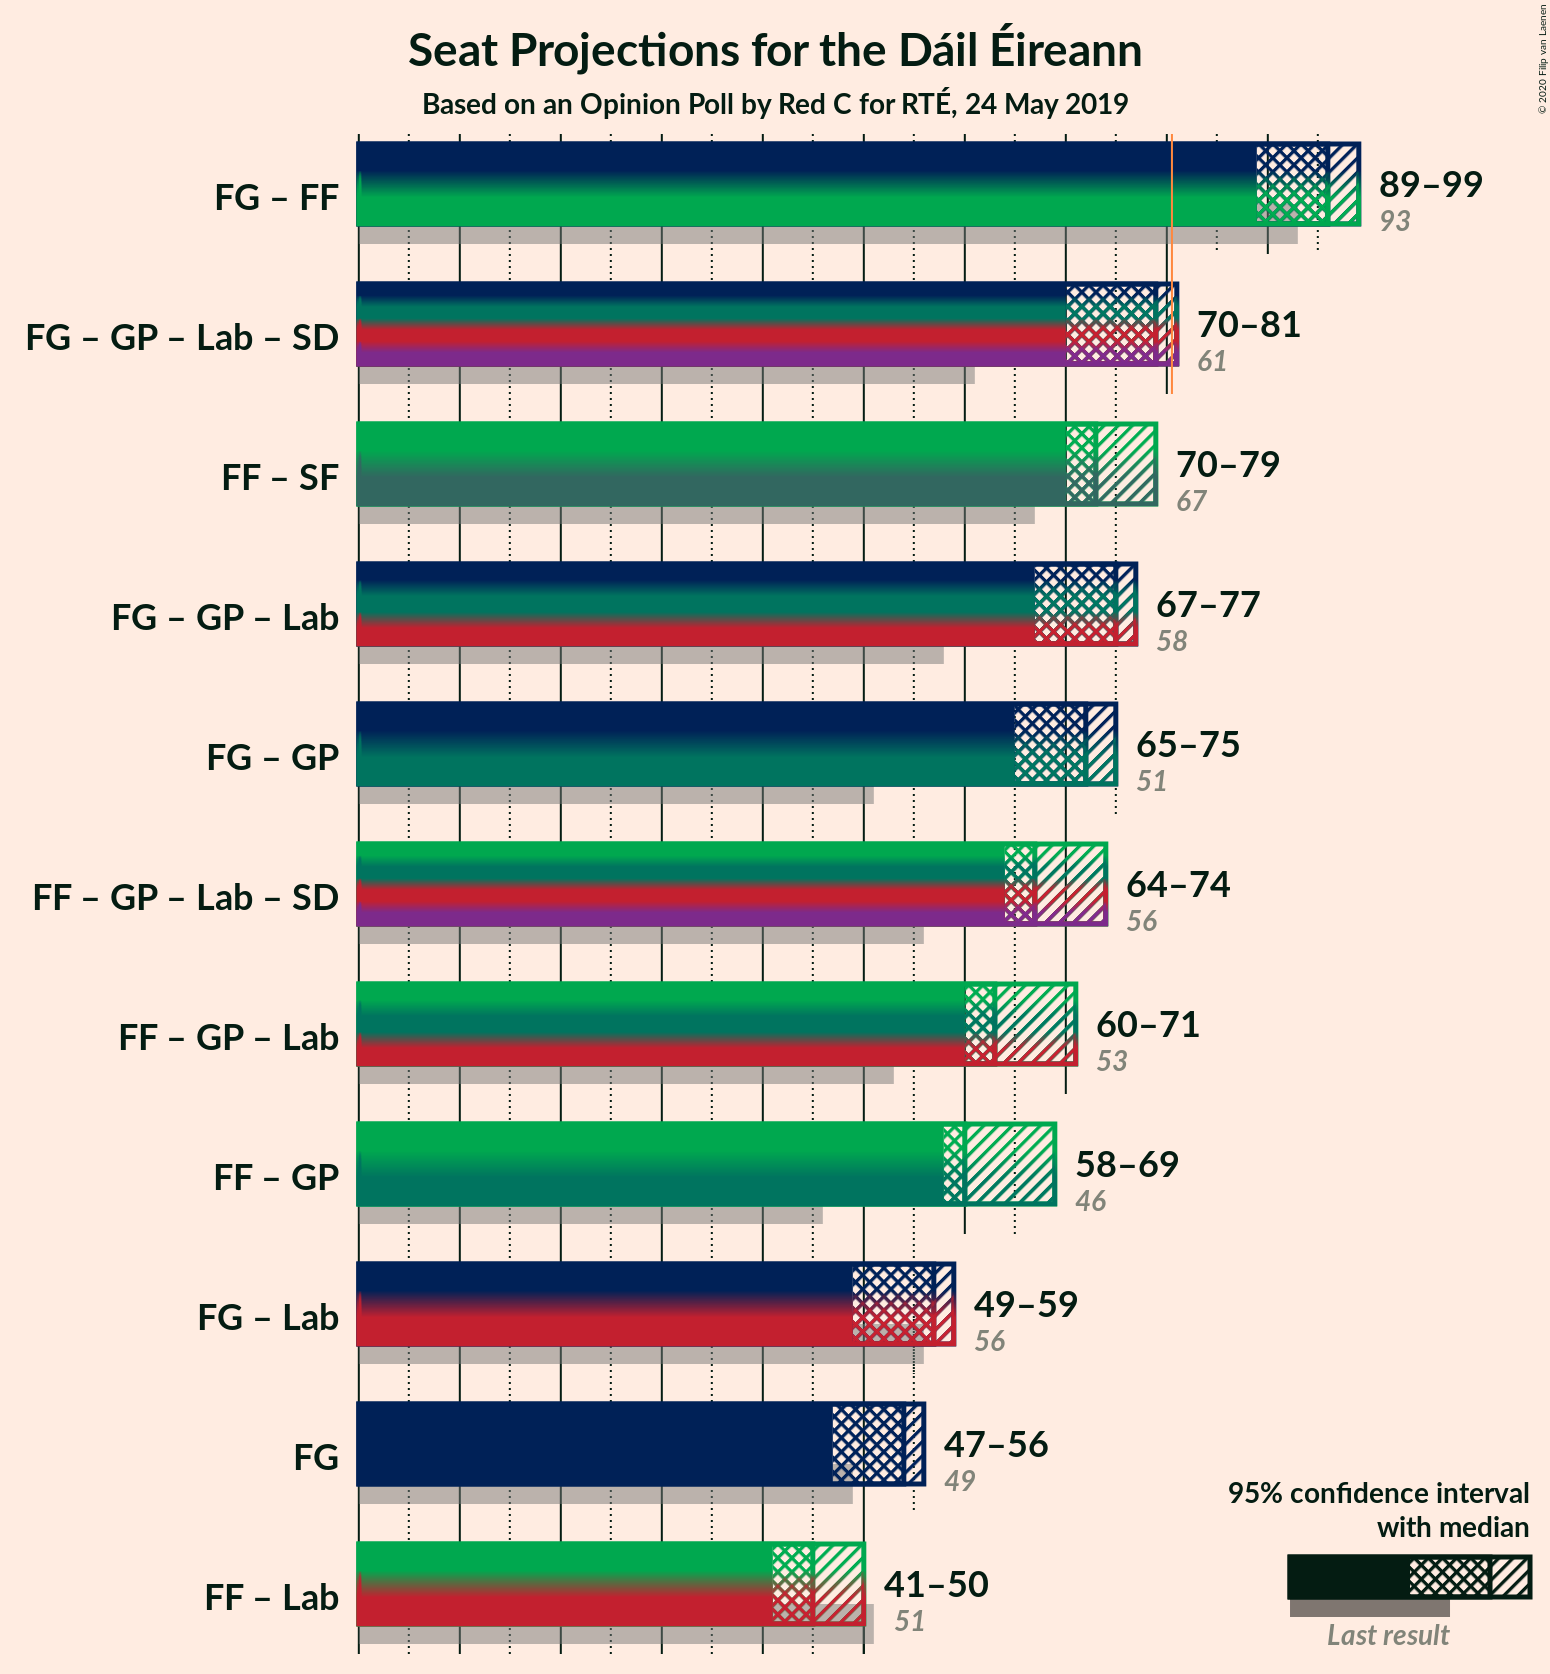 Seat Projections for the Dáil Éireann
Based on an Opinion Poll by Red C for RTÉ, 24 May 2019
© 2020 Filip van Laenen
FG – FF
89–99
93
FG – GP – Lab – SD
70–81
61
FF – SF
70–79
67
FG – GP – Lab
67–77
58
FG – GP
65–75
51
FF – GP – Lab – SD
64–74
56
FF – GP – Lab
60–71
53
FF – GP
58–69
46
FG – Lab
49–59
56
FG
47–56
49
FF – Lab
41–50
51
95% confidence interval
with median
Last result